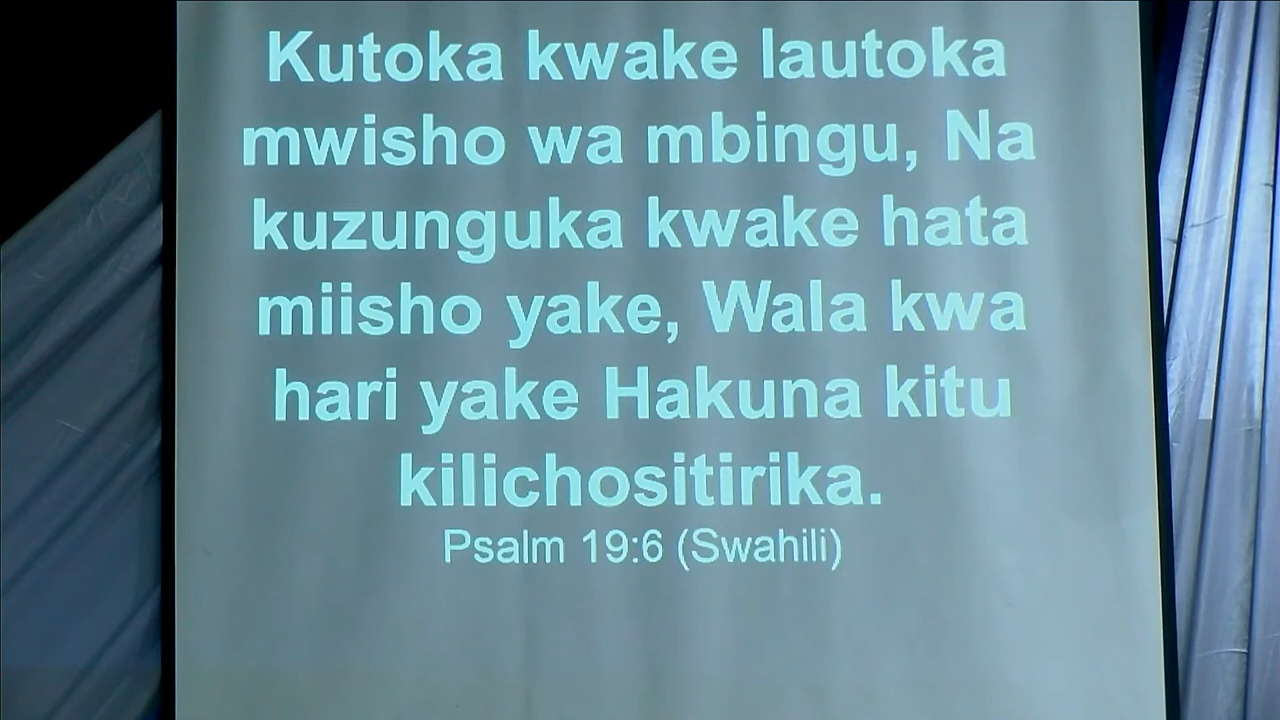 Kutoka kwake lautoka
mwisho wa mbingu, Na
kuzunguka kwake hata
miisho yake, Wala kwa
hari yake Hakuna kitu
kilichositirika.
Psalm 19:6 (Swahili)